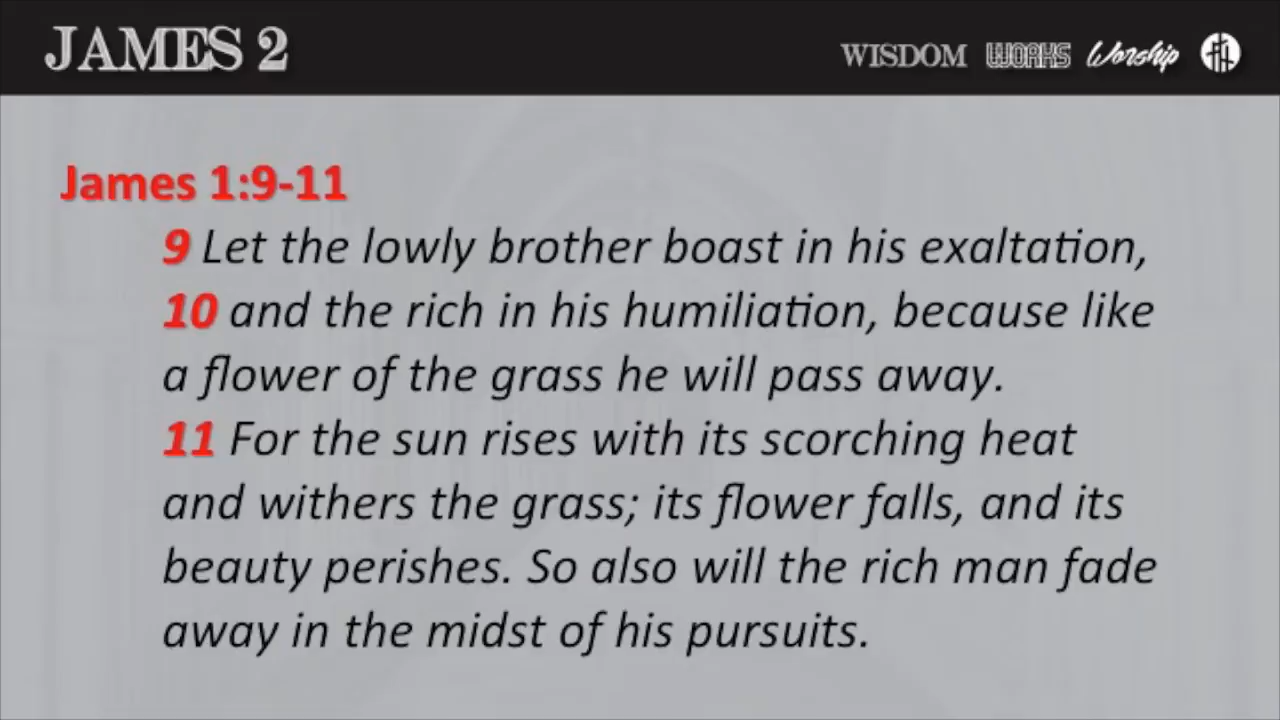 JAMES 2
WISDOM WORKS Worship
James 1:9-11
9 Let the lowly brother boast in his exaltation,
10 and the rich in his humiliation, because like
a flower of the grass he will pass away.
11 For the sun rises with its scorching heat
and withers the grass; its flower falls, and its
beauty perishes. So also will the rich man fade
away in the midst of his pursuits.